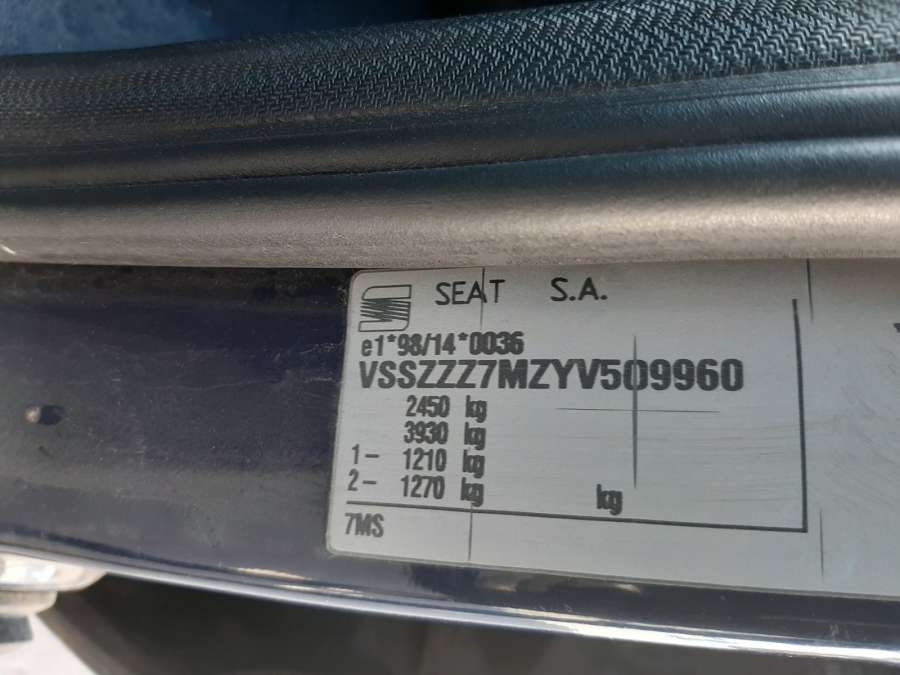 SEAT S.A.
e1*98/14*0036
VSSZZZ7MZYV509960
2450 kg
3930 kg
1- 1210 kg
2- 1270 kg kg
7MS